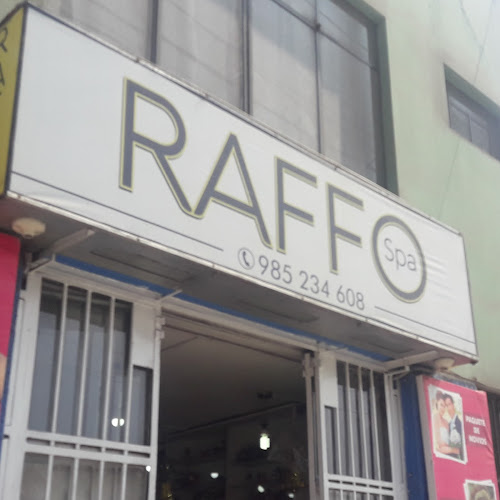 RAFFO
Spa
985 234 608
PAQUETE
DE
NOVIOS